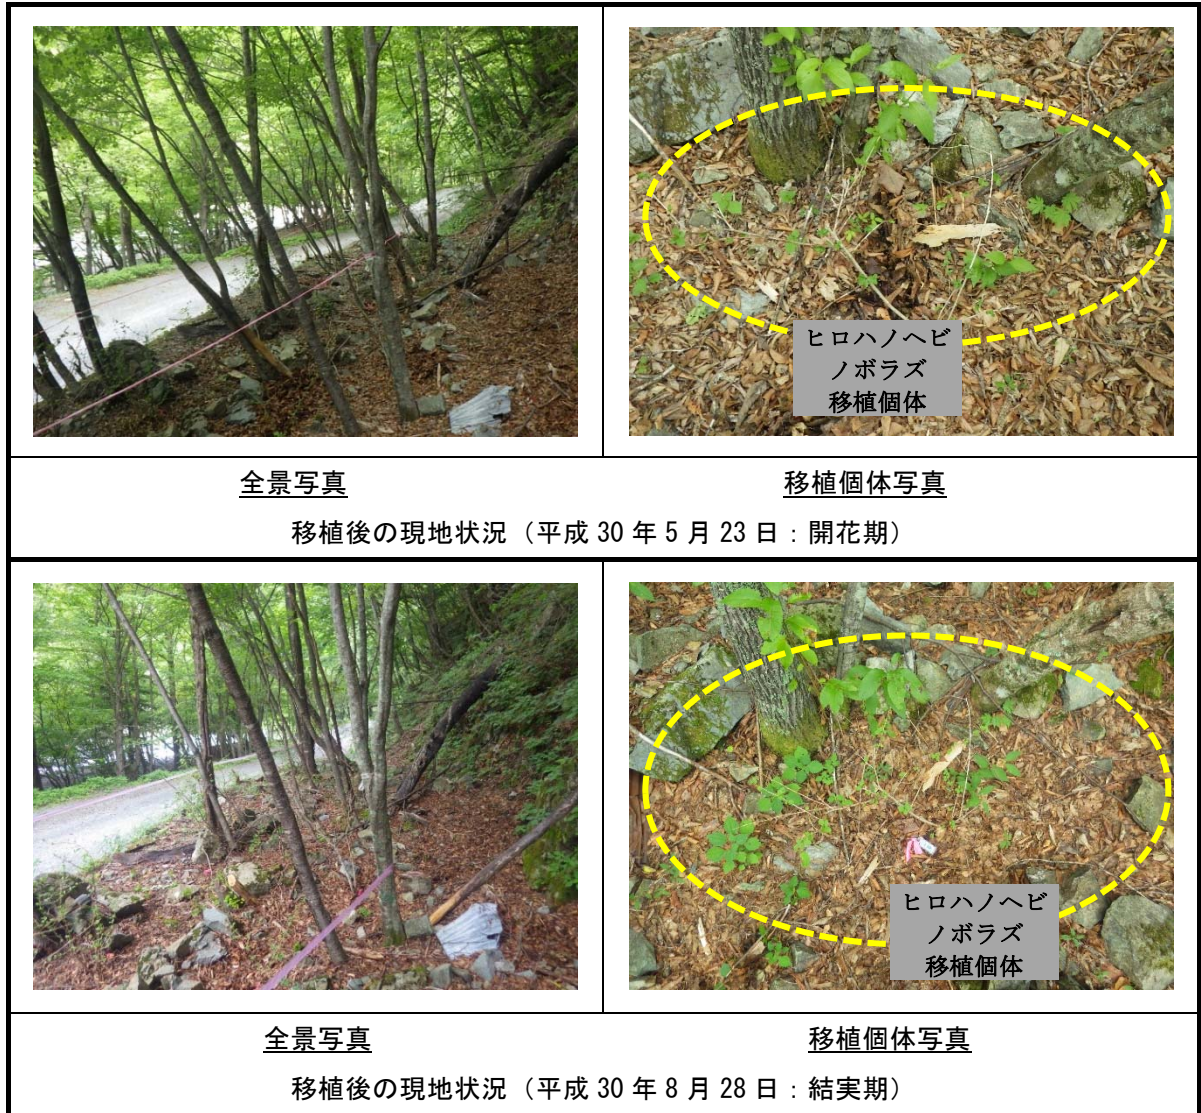 ヒロハノヘビ
ノボラズ
移植個体
全景写真
移植個体写真
移植後の現地状況（平成 30 年 5 月 23 日：開花期）
ヒロハノヘビ
ノボラズ
移植個体
全景写真
移植個体写真
移植後の現地状況（平成 30 年 8 月 28 日：結実期）